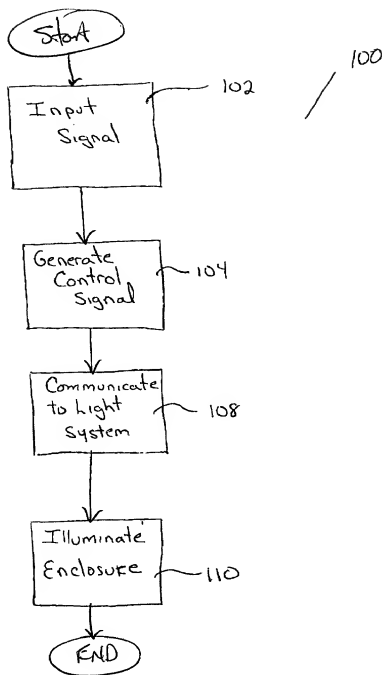 Start
100
102
Input
Signal
Generate
Control
Signal
104
Communicate
to Light
System
108
Illuminate
Enclosure
110
END